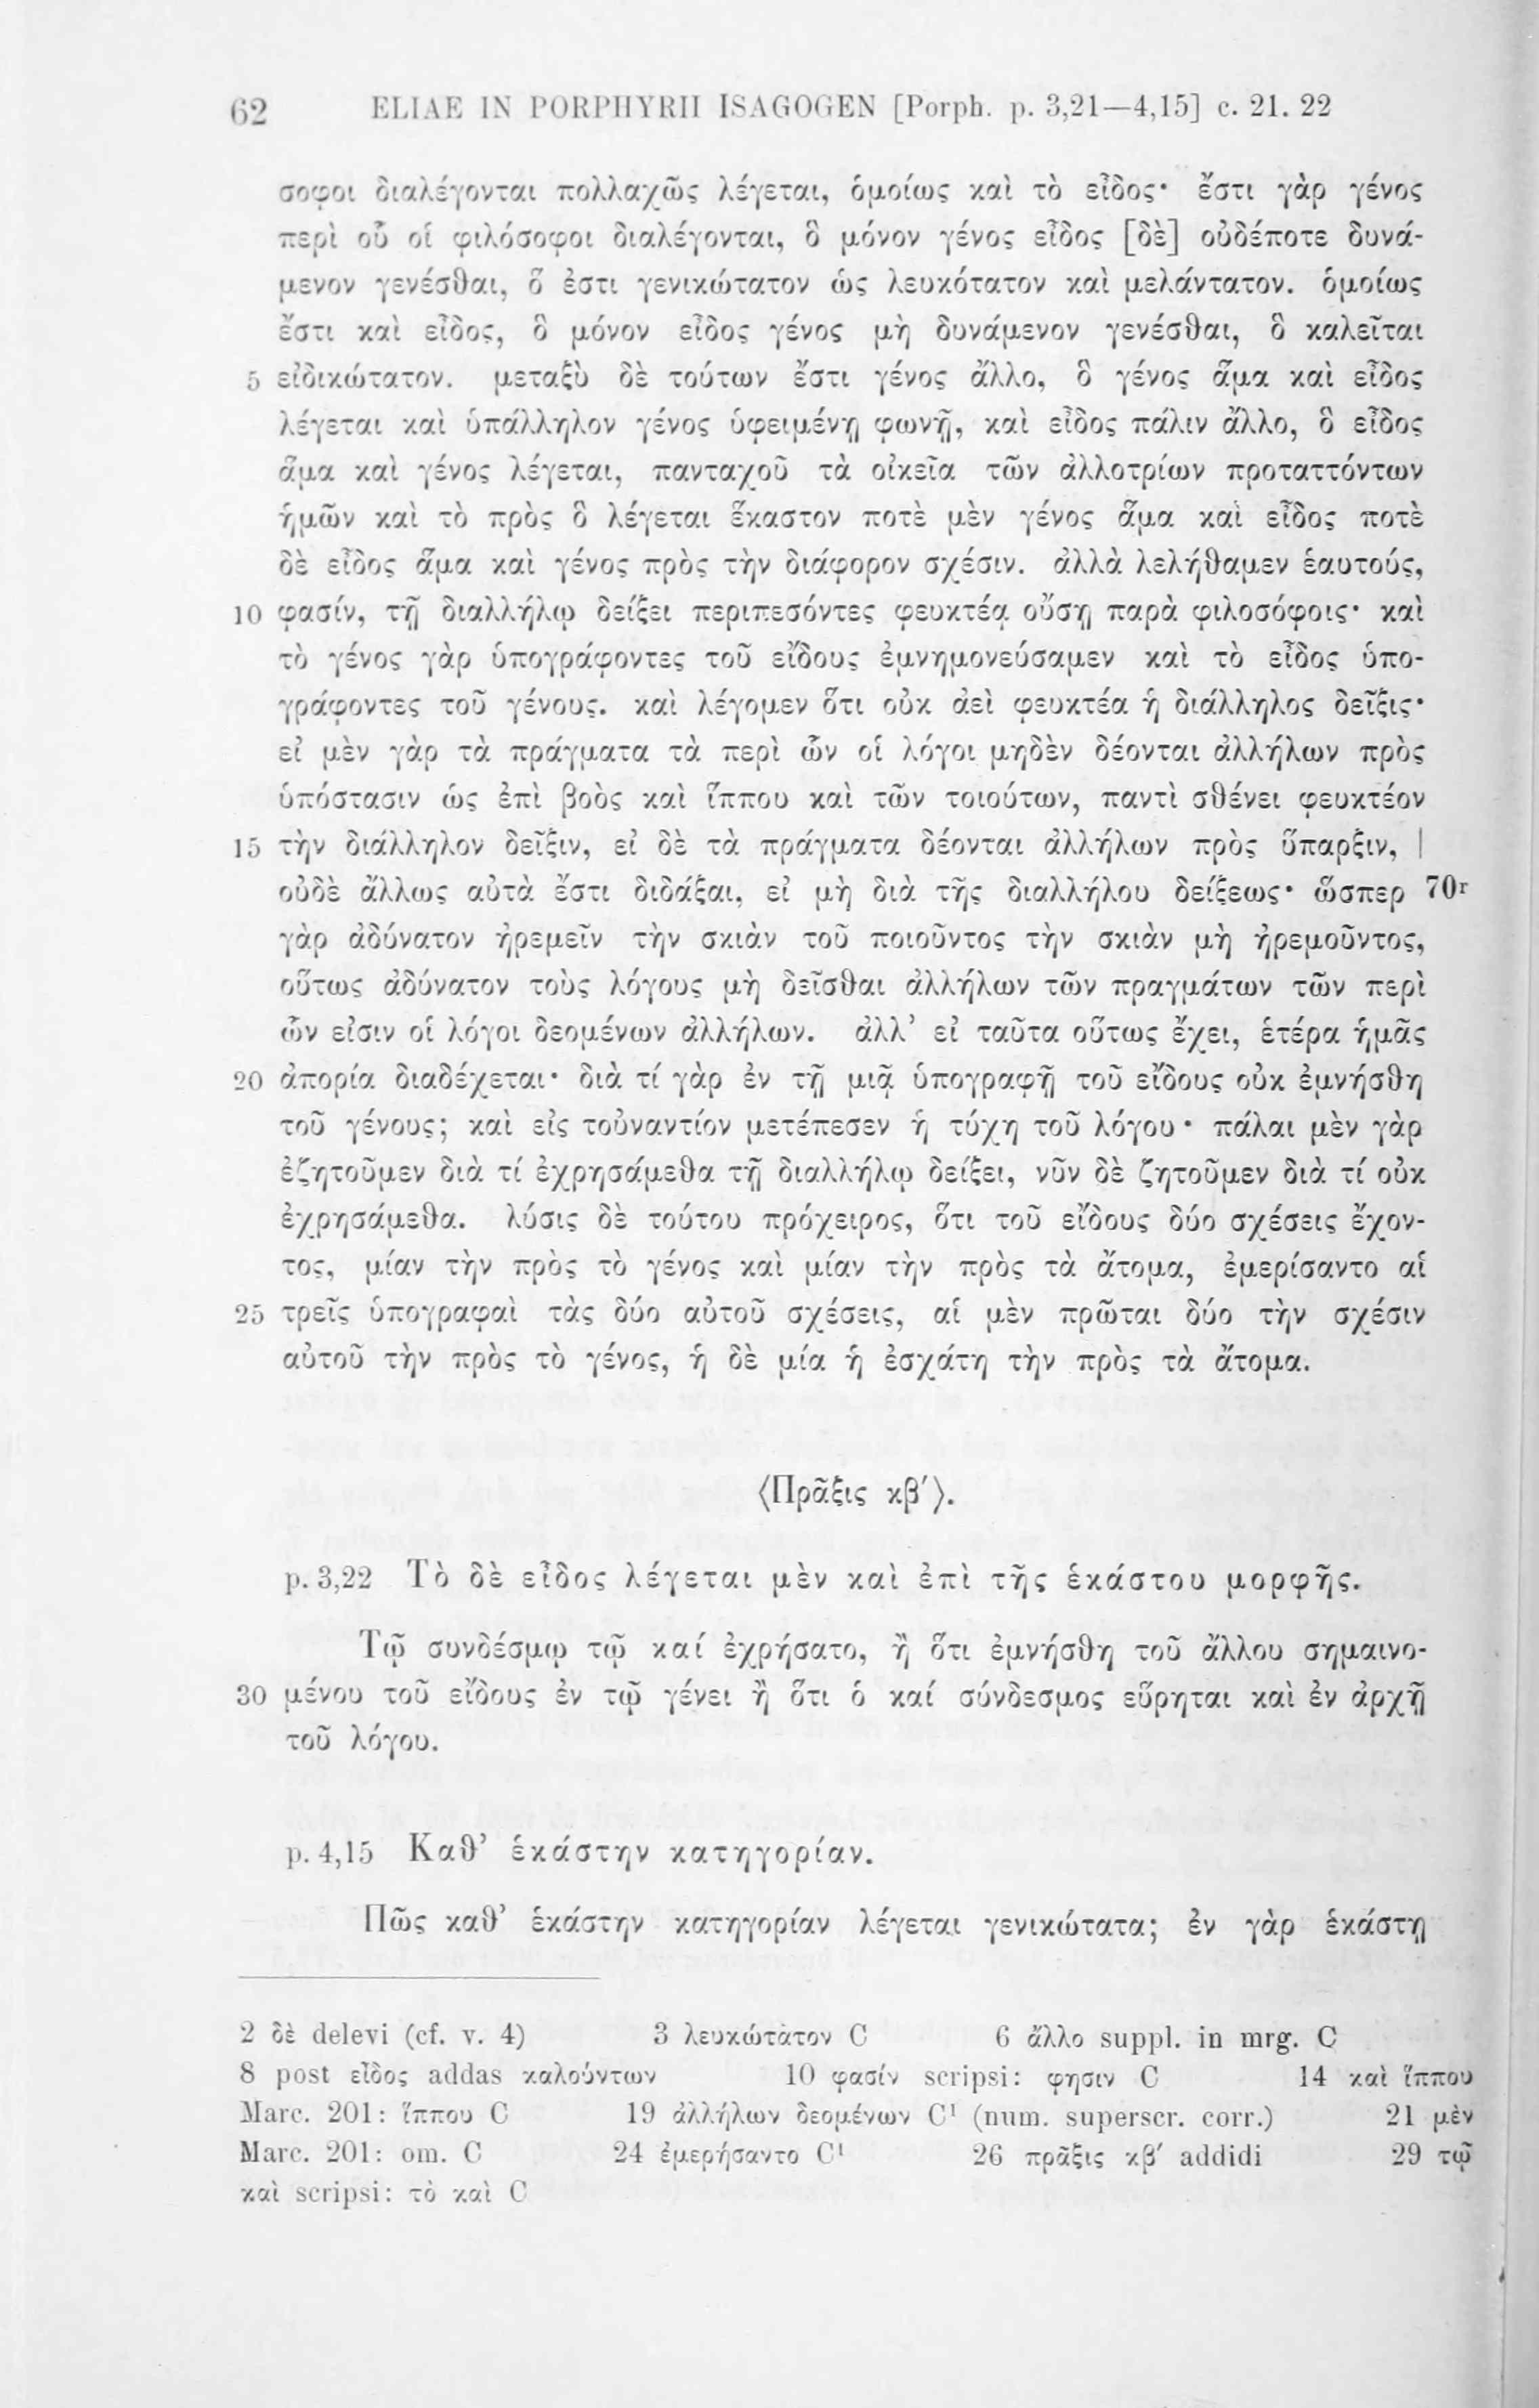 62 ELIAE IN PORPHYRII ISAGOGEN [Porph. p. 3,21—4,15] c. 21. 22
σοφοι διαλέγονται πολλαχῶς λέγεται, ὁμοίως καὶ τὸ εἶδος· ἔστι γὰρ γένος
περὶ οὗ οἱ φιλόσοφοι διαλέγονται, ὃ μόνον γένος εἶδος [δὲ] οὐδέποτε δυνά-
μενον γενέσθαι, ὅ ἐστι γενικώτατον ὡς λευκότατον καὶ μελάντατον. ὁμοίως
ἔστι καὶ εἶδος, ὃ μόνον εἶδος γένος μὴ δυνάμενον γενέσθαι, ὃ καλεῖται
5 εἰδικώτατον. μεταξὺ δὲ τούτων ἔστι γένος ἄλλο, ὃ γένος ἅμα καὶ εἶδος
λέγεται καὶ ὑπάλληλον γένος ὑφειμένῃ φωνῇ, καὶ εἶδος πάλιν ἄλλο, ὃ εἶδος
ἅμα καὶ γένος λέγεται, πανταχοῦ τὰ οἰκεῖα τῶν ἀλλοτρίων προταττόντων
ἡμῶν καὶ τὸ πρὸς ὃ λέγεται ἕκαστον ποτὲ μὲν γένος ἅμα καὶ εἶδος ποτὲ
δὲ εἶδος ἅμα καὶ γένος πρὸς τὴν διάφορον σχέσιν. ἀλλὰ λελήθαμεν ἑαυτούς,
10 φασίν, τῇ διαλλήλῳ δείξει περιπεσόντες φευκτέᾳ οὔσῃ παρὰ φιλοσόφοις· καὶ
τὸ γένος γὰρ ὑπογράφοντες τοῦ εἴδους ἐμνημονεύσαμεν καὶ τὸ εἶδος ὑπο-
γράφοντες τοῦ γένους. καὶ λέγομεν ὅτι οὐκ ἀεὶ φευκτέα ἡ διάλληλος δεῖξις·
εἰ μὲν γὰρ τὰ πράγματα τὰ περὶ ὧν οἱ λόγοι μηδὲν δέονται ἀλλήλων πρὸς
ὑπόστασιν ὡς ἐπὶ βοὸς καὶ ἵππου καὶ τῶν τοιούτων, παντὶ σθένει φευκτέον
15 τὴν διάλληλον δεῖξιν, εἰ δὲ τὰ πράγματα δέονται ἀλλήλων πρὸς ὕπαρξιν, |
οὐδὲ ἄλλως αὐτὰ ἔστι διδάξαι, εἰ μὴ διὰ τῆς διαλλήλου δείξεως· ὥσπερ 70r
γὰρ ἀδύνατον ἠρεμεῖν τὴν σκιὰν τοῦ ποιοῦντος τὴν σκιὰν μὴ ἠρεμοῦντος,
οὕτως ἀδύνατον τοὺς λόγους μὴ δεῖσθαι ἀλλήλων τῶν πραγμάτων τῶν περὶ
ὧν εἰσιν οἱ λόγοι δεομένων ἀλλήλων. ἀλλ’ εἰ ταῦτα οὕτως ἔχει, ἑτέρα ἡμᾶς
20 ἀπορία διαδέχεται· διὰ τί γὰρ ἐν τῇ μιᾷ ὑπογραφῇ τοῦ εἴδους οὐκ ἐμνήσθη
τοῦ γένους; καὶ εἰς τοὐναντίον μετέπεσεν ἡ τύχη τοῦ λόγου· πάλαι μὲν γὰρ
ἐζητοῦμεν διὰ τί ἐχρησάμεθα τῇ διαλλήλῳ δείξει, νῦν δὲ ζητοῦμεν διὰ τί οὐκ
ἐχρησάμεθα. λύσις δὲ τούτου πρόχειρος, ὅτι τοῦ εἴδους δύο σχέσεις ἔχον-
τος, μίαν τὴν πρὸς τὸ γένος καὶ μίαν τὴν πρὸς τὰ ἄτομα, ἐμερίσαντο αἱ
25 τρεῖς ὑπογραφαὶ τὰς δύο αὐτοῦ σχέσεις, αἱ μὲν πρῶται δύο τὴν σχέσιν
αὐτοῦ τὴν πρὸς τὸ γένος, ἡ δὲ μία ἡ ἐσχάτη τὴν πρὸς τὰ ἄτομα.
⟨Πρᾶξις κβ′⟩.
p. 3,22 Τὸ δὲ εἶδος λέγεται μὲν καὶ ἐπὶ τῆς ἑκάστου μορφῆς.
Τῷ συνδέσμῳ τῷ καί ἐχρήσατο, ἢ ὅτι ἐμνήσθη τοῦ ἄλλου σημαινο-
30 μένου τοῦ εἴδους ἐν τῷ γένει ἢ ὅτι ὁ καί σύνδεσμος εὕρηται καὶ ἐν ἀρχῇ
τοῦ λόγου.
p. 4,15 Καθ’ ἑκάστην κατηγορίαν.
Πῶς καθ’ ἑκάστην κατηγορίαν λέγεται γενικώτατα; ἐν γὰρ ἑκάστῃ
2 δὲ delevi (cf. v. 4) 3 λευκώτατον C 6 ἄλλο suppl. in mrg. C
8 post εἶδος addas καλούντων 10 φασίν scripsi: φησιν C 14 καὶ ἵππου
Marc. 201: ἵππου C 19 ἀλλήλων δεομένων C¹ (num. superscr. corr.) 21 μὲν
Marc. 201: om. C 24 ἐμερήσαντο C¹ 26 πρᾶξις κβ′ addidi 29 τῷ
καὶ scripsi: τὸ καὶ C